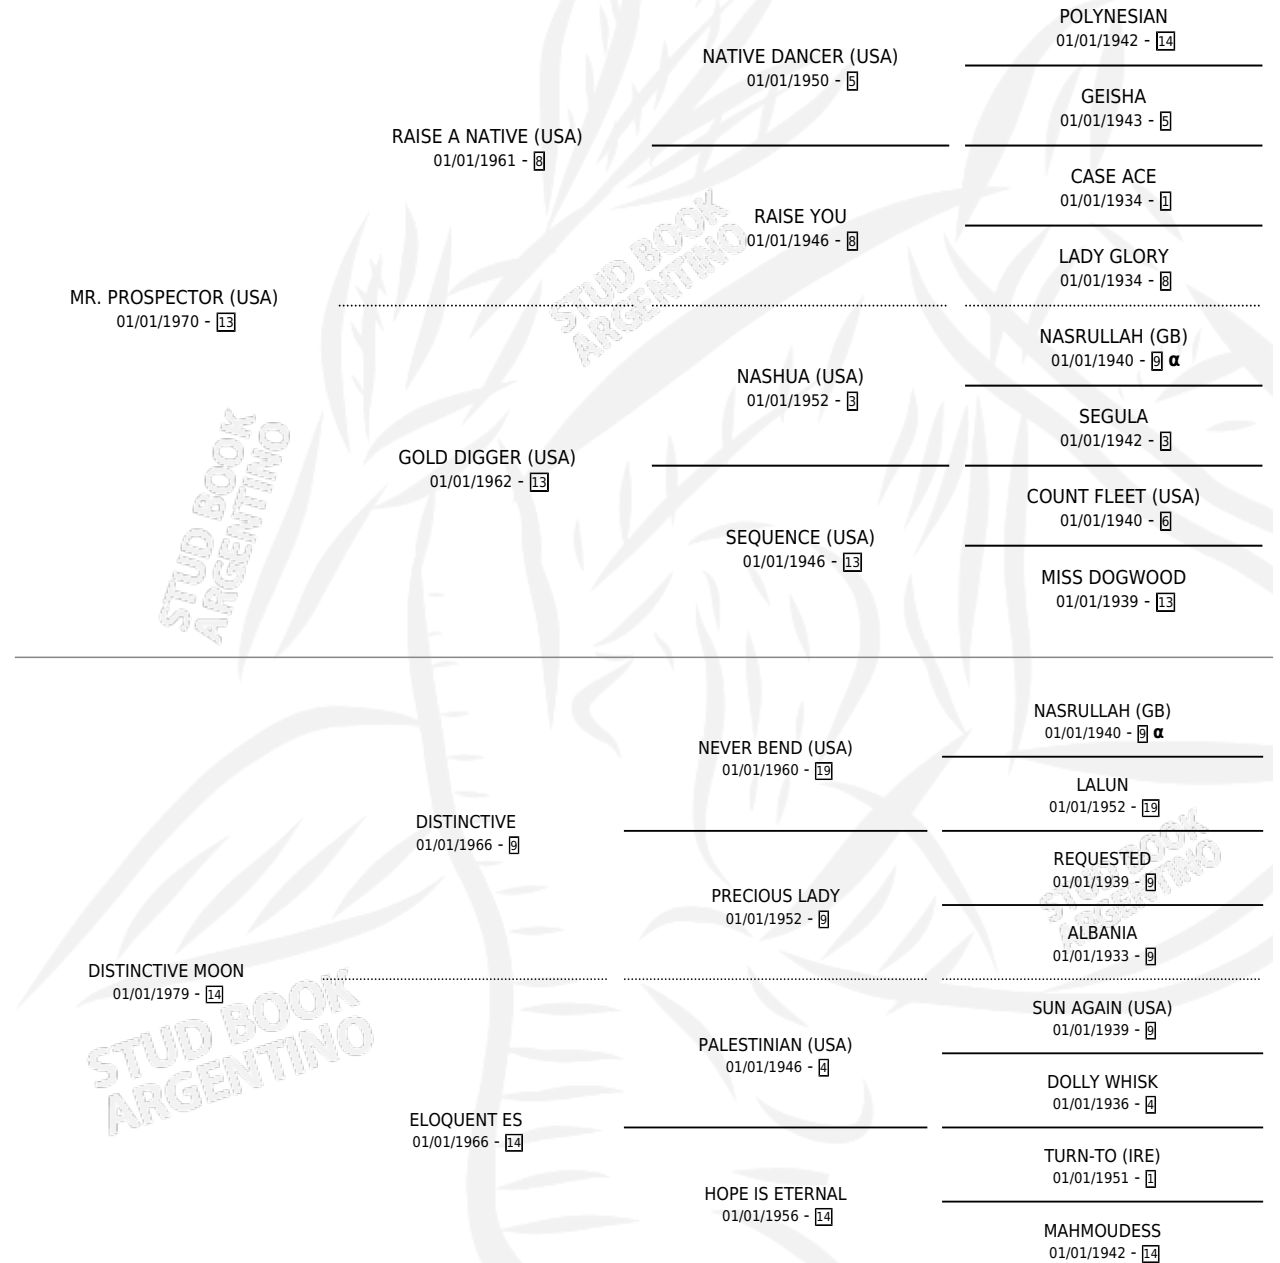 POLYNESIAN
01/01/1942 - 14
NATIVE DANCER (USA)
01/01/1950 - 5
GEISHA
01/01/1943 - 5
RAISE A NATIVE (USA)
01/01/1961 - 8
CASE ACE
01/01/1934 - 1
RAISE YOU
01/01/1946 - 8
LADY GLORY
01/01/1934 - 8
STUD BOOK
ARGENTINO
MR. PROSPECTOR (USA)
01/01/1970 - 13
NASRULLAH (GB)
01/01/1940 - 9 α
NASHUA (USA)
01/01/1952 - 3
SEGULA
01/01/1942 - 3
GOLD DIGGER (USA)
01/01/1962 - 13
COUNT FLEET (USA)
01/01/1940 - 6
SEQUENCE (USA)
01/01/1946 - 13
MISS DOGWOOD
01/01/1939 - 13
STUD BOOK
ARGENTINO
NASRULLAH (GB)
01/01/1940 - 9 α
NEVER BEND (USA)
01/01/1960 - 19
LALUN
01/01/1952 - 19
DISTINCTIVE
01/01/1966 - 9
REQUESTED
01/01/1939 - 9
PRECIOUS LADY
01/01/1952 - 9
ALBANIA
01/01/1933 - 9
STUD BOOK
ARGENTINO
DISTINCTIVE MOON
01/01/1979 - 14
SUN AGAIN (USA)
01/01/1939 - 9
PALESTINIAN (USA)
01/01/1946 - 4
DOLLY WHISK
01/01/1936 - 4
ELOQUENT ES
01/01/1966 - 14
TURN-TO (IRE)
01/01/1951 - 1
HOPE IS ETERNAL
01/01/1956 - 14
MAHMOUDESS
01/01/1942 - 14
STUD BOOK
ARGENTINO